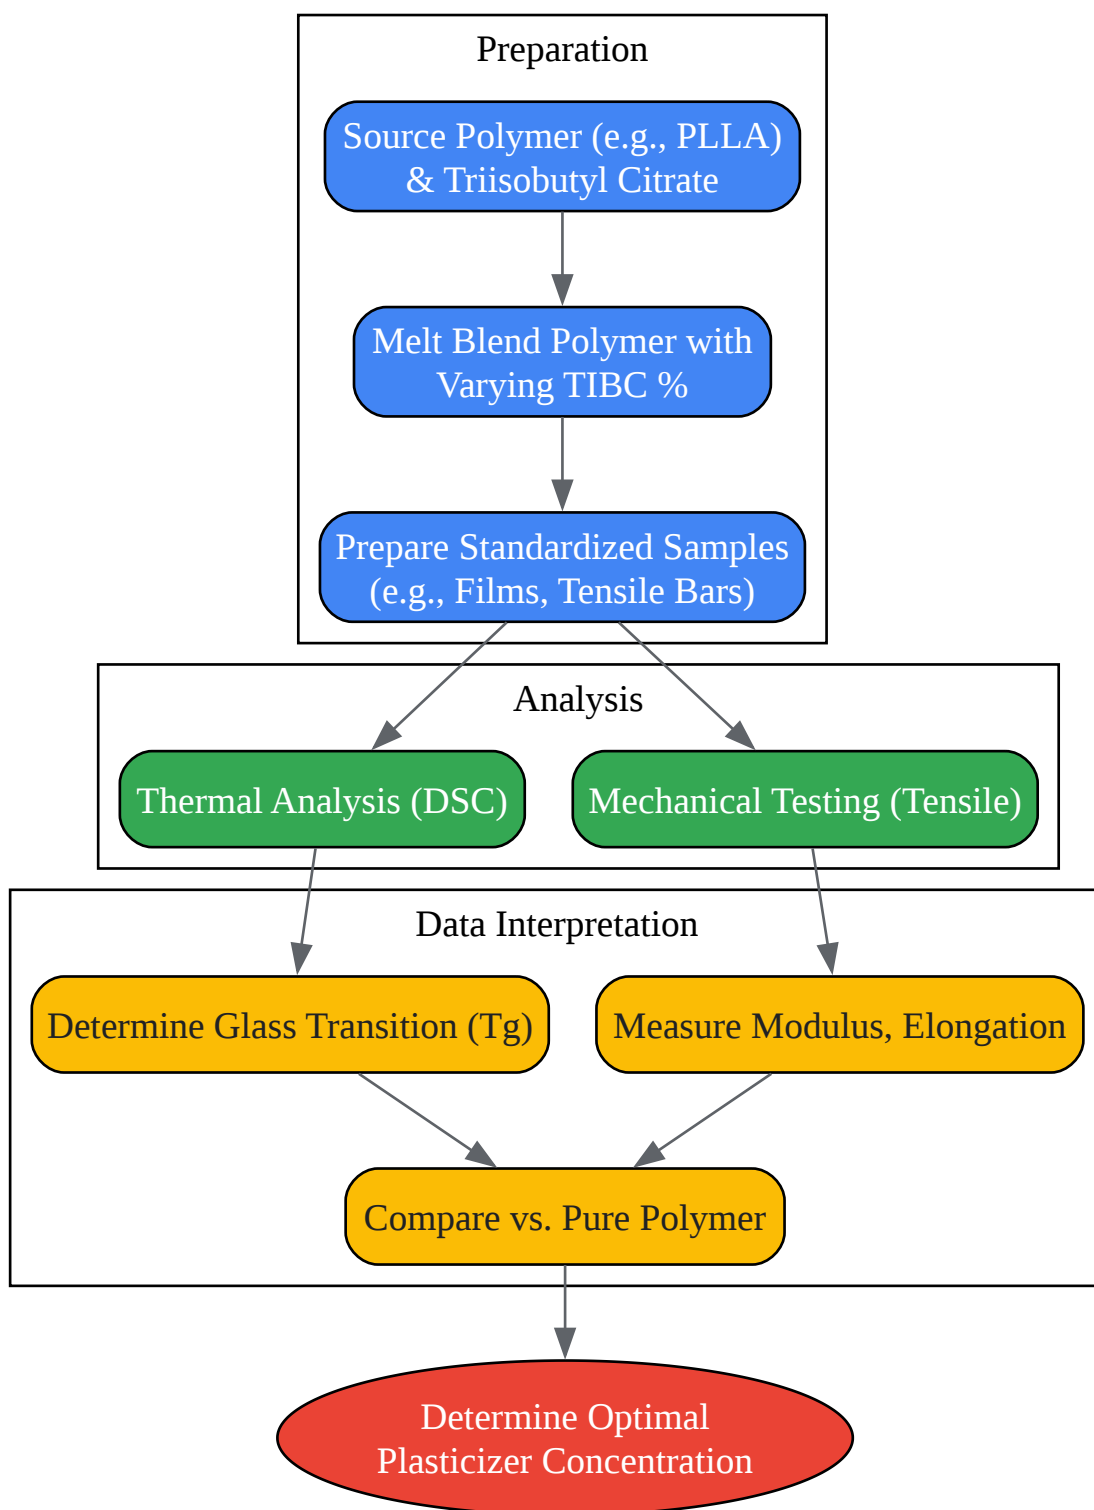 Preparation
Source Polymer (e.g., PLLA)
& Triisobutyl Citrate
Melt Blend Polymer with
Varying TIBC %
Prepare Standardized Samples
(e.g., Films, Tensile Bars)
Analysis
Thermal Analysis (DSC)
Mechanical Testing (Tensile)
Data Interpretation
Determine Glass Transition (Tg)
Measure Modulus, Elongation
Compare vs. Pure Polymer
Determine Optimal
Plasticizer Concentration